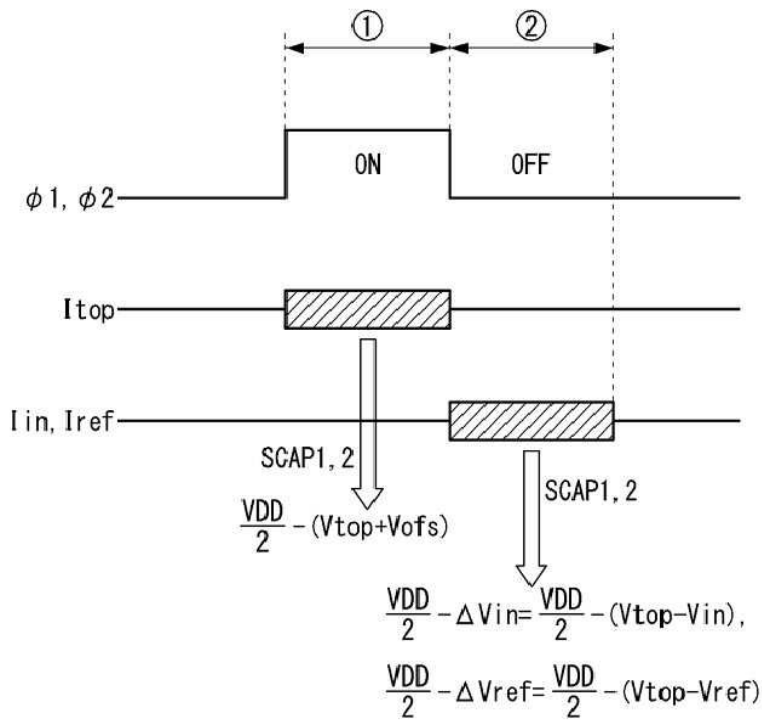 ① ②
ON OFF
φ1, φ2
Itop
Iin, Iref
SCAP1, 2
VDD/2-(Vtop+Vofs)
SCAP1, 2
VDD/2-ΔVin=VDD/2-(Vtop-Vin),
VDD/2-ΔVref=VDD/2-(Vtop-Vref)